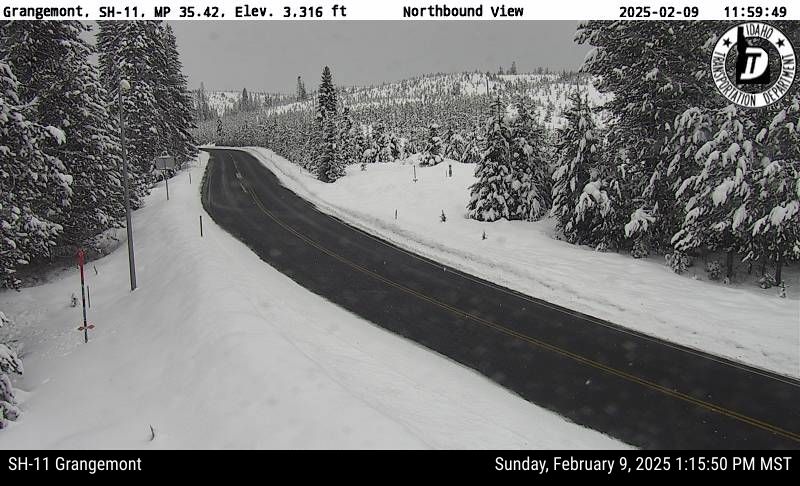 Grangemont, SH-11, MP 35.42, Elev. 3,316 ft Northbound View 2025-02-09 11:59:49
IDAHO
TRANSPORTATION DEPARTMENT
SH-11 Grangemont Sunday, February 9, 2025 1:15:50 PM MST